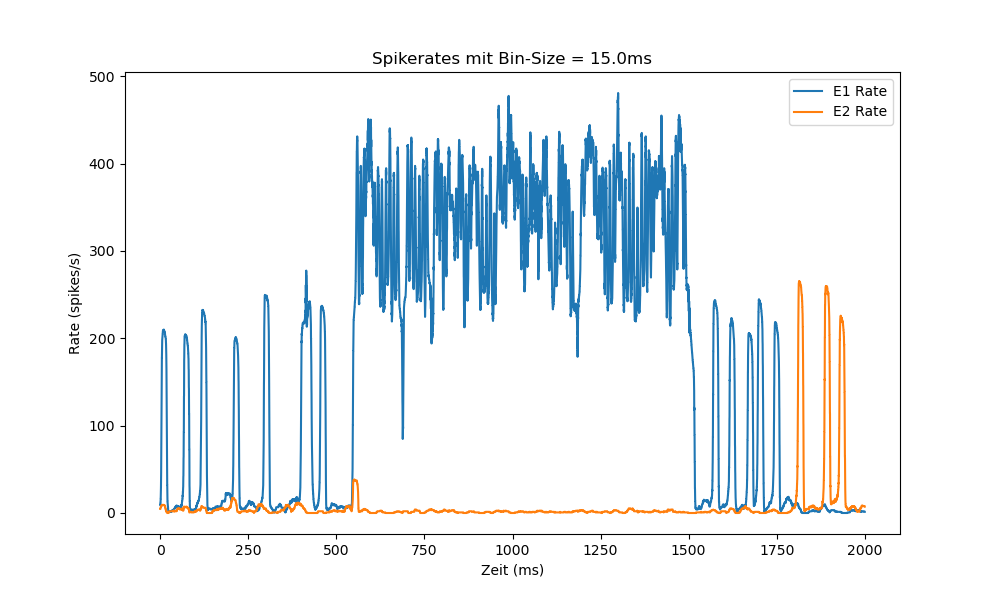 Spikerates mit Bin-Size = 15.0ms
E1 Rate
E2 Rate
Rate (spikes/s)
500
400
300
200
100
0
0 250 500 750 1000 1250 1500 1750 2000
Zeit (ms)